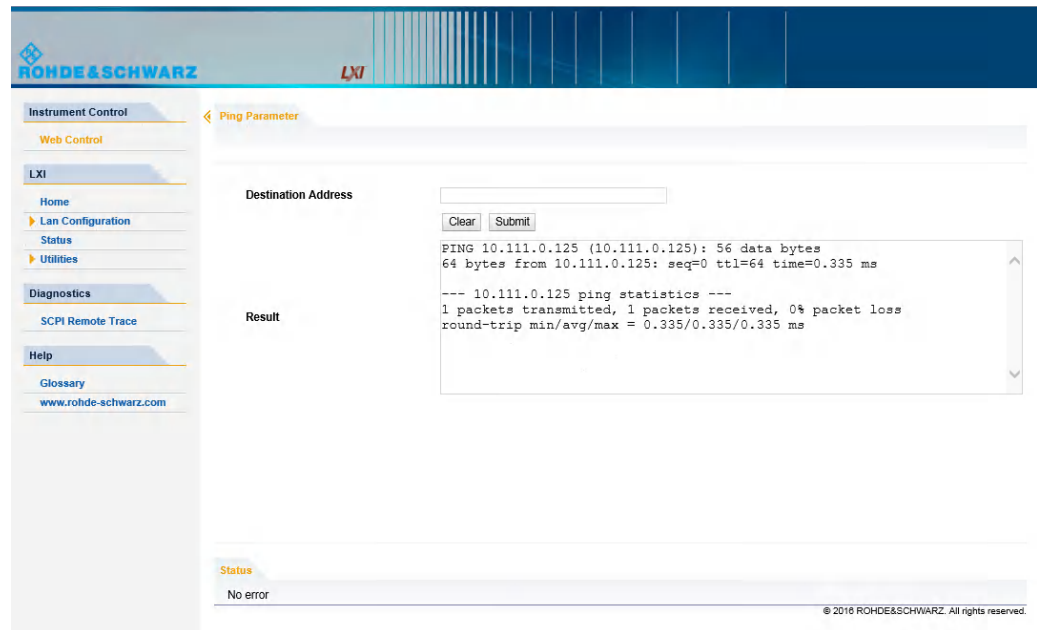 ROHDE&SCHWARZ
LXI
Instrument Control
Web Control
LXI
Home
Lan Configuration
Status
Utilities
Diagnostics
SCPI Remote Trace
Help
Glossary
www.rohde-schwarz.com
Ping Parameter
Destination Address
Clear Submit
Result
PING 10.111.0.125 (10.111.0.125): 56 data bytes
64 bytes from 10.111.0.125: seq=0 ttl=64 time=0.335 ms
--- 10.111.0.125 ping statistics ---
1 packets transmitted, 1 packets received, 0% packet loss
round-trip min/avg/max = 0.335/0.335/0.335 ms
Status
No error
© 2016 ROHDE&SCHWARZ. All rights reserved.